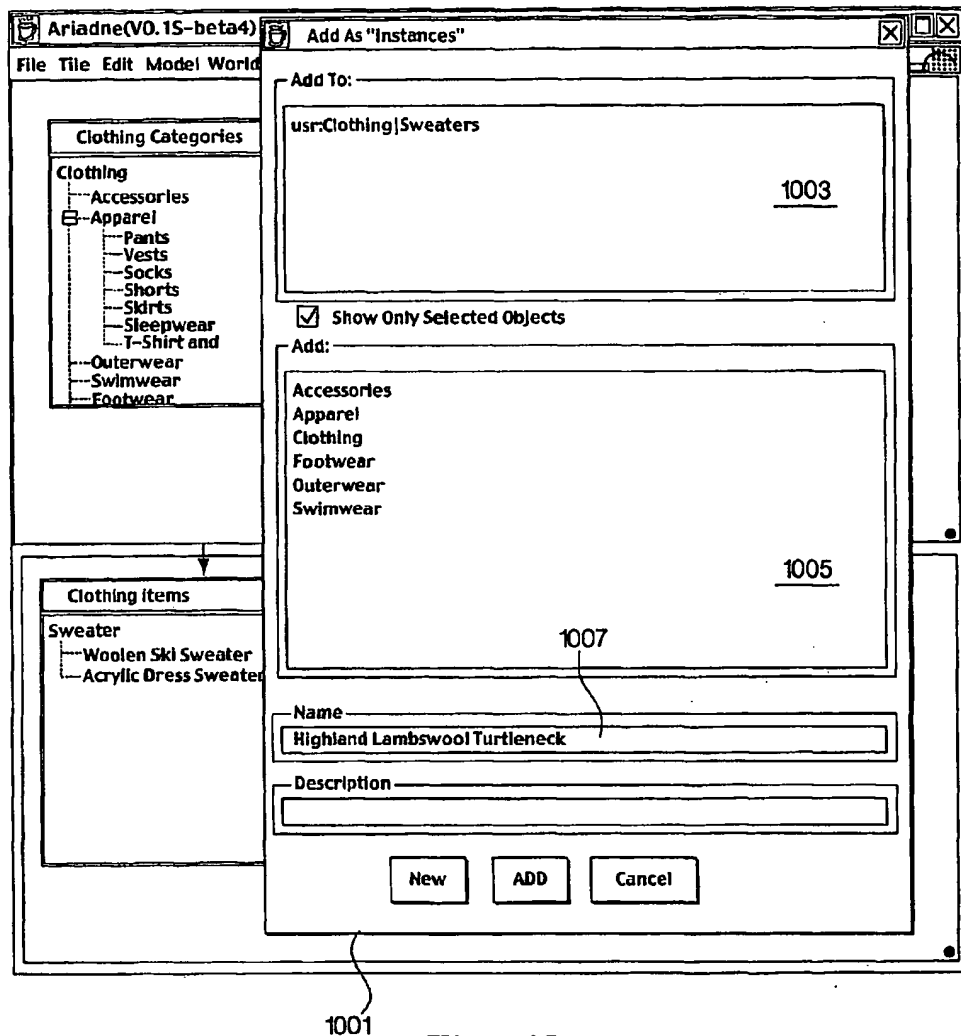 Ariadne(V0.1S-beta4)
File Tile Edit Model World
Clothing Categories
Clothing
Accessories
Apparel
Pants
Vests
Socks
Shorts
Skirts
Sleepwear
T-Shirt and
Outerwear
Swimwear
Footwear
Clothing items
Sweater
Woolen Ski Sweater
Acrylic Dress Sweater
Add As "Instances"
Add To:
usr:Clothing|Sweaters
1003
Show Only Selected Objects
Add:
Accessories
Apparel
Clothing
Footwear
Outerwear
Swimwear
1005
1007
Name
Highland Lambswool Turtleneck
Description
New ADD Cancel
1001